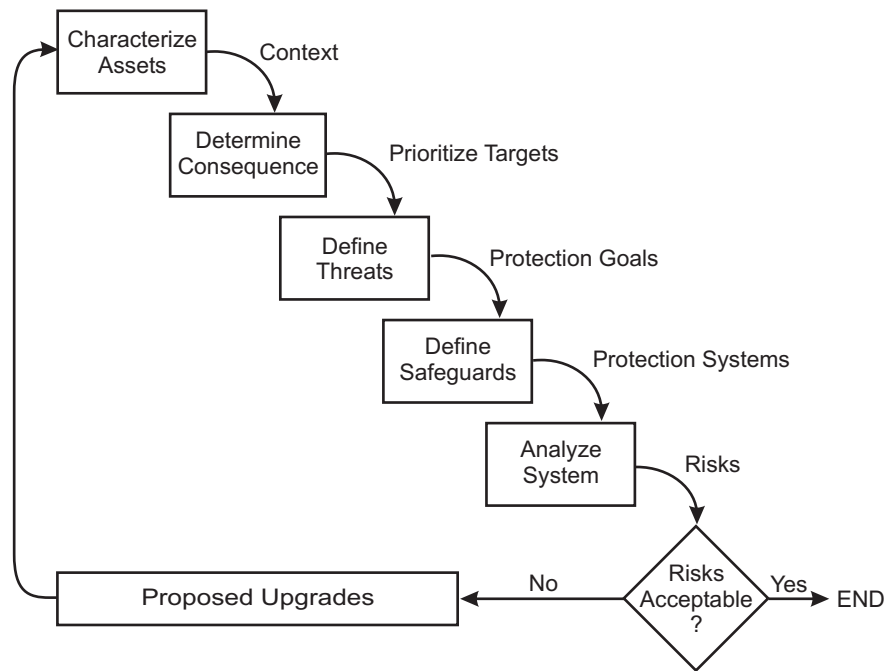 Characterize
Assets
Context
Determine
Consequence
Prioritize Targets
Define
Threats
Protection Goals
Define
Safeguards
Protection Systems
Analyze
System
Risks
Risks
Acceptable
?
Yes
END
No
Proposed Upgrades